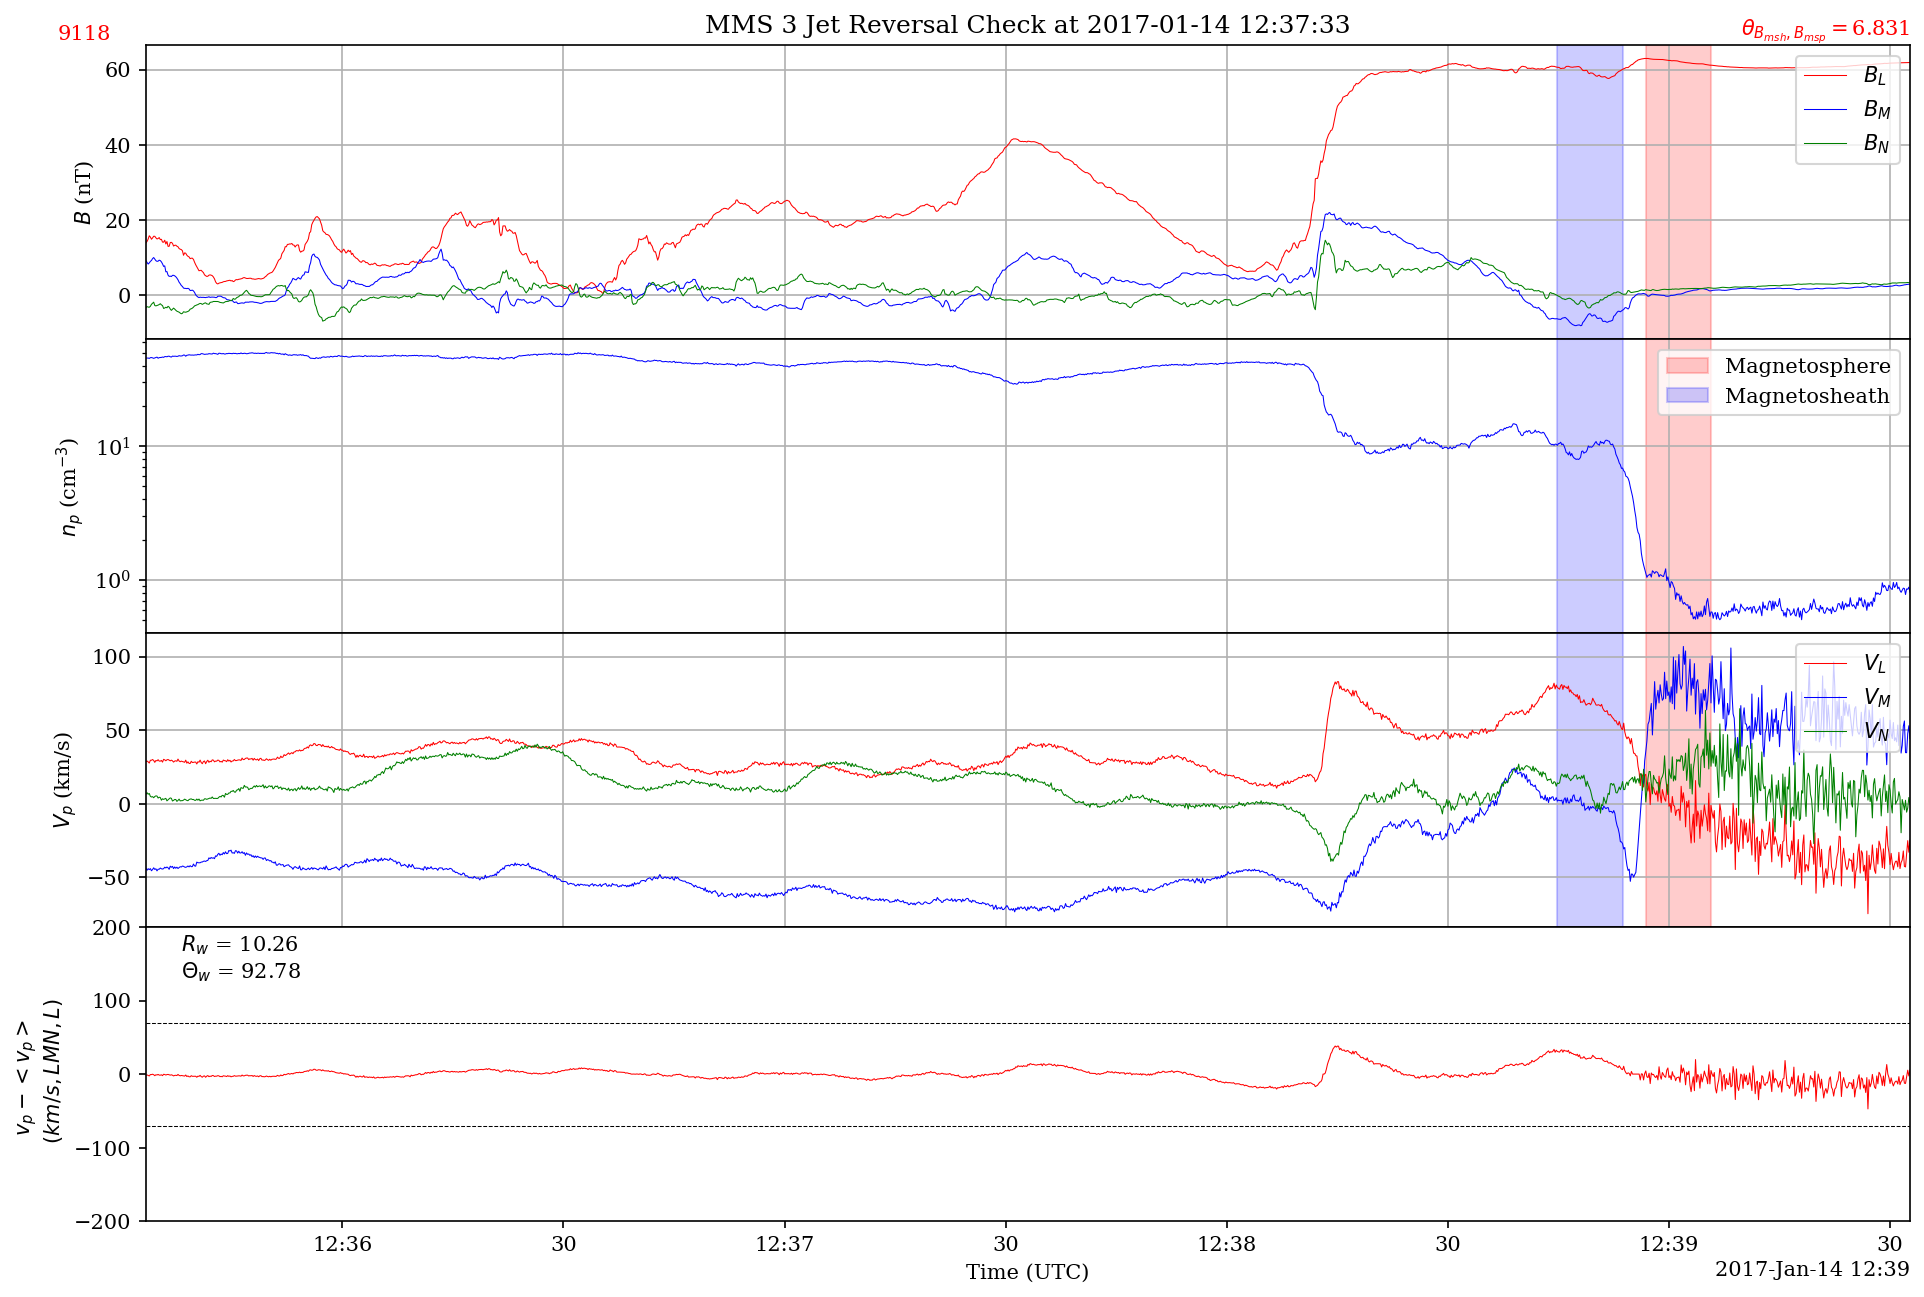 MMS 3 Jet Reversal Check at 2017-01-14 12:37:33
9118
θ_{B_{msh}, B_{msp}} = 6.831
60
40
20
0
B (nT)
B_L
B_M
B_N
10^1
10^0
n_p (cm^{-3})
Magnetosphere
Magnetosheath
100
50
0
−50
V_p (km/s)
V_L
V_M
V_N
200
100
0
−100
−200
v_p − < v_p >
(km/s, LMN, L)
R_w = 10.26
Θ_w = 92.78
12:36
30
12:37
30
12:38
30
12:39
30
Time (UTC)
2017-Jan-14 12:39